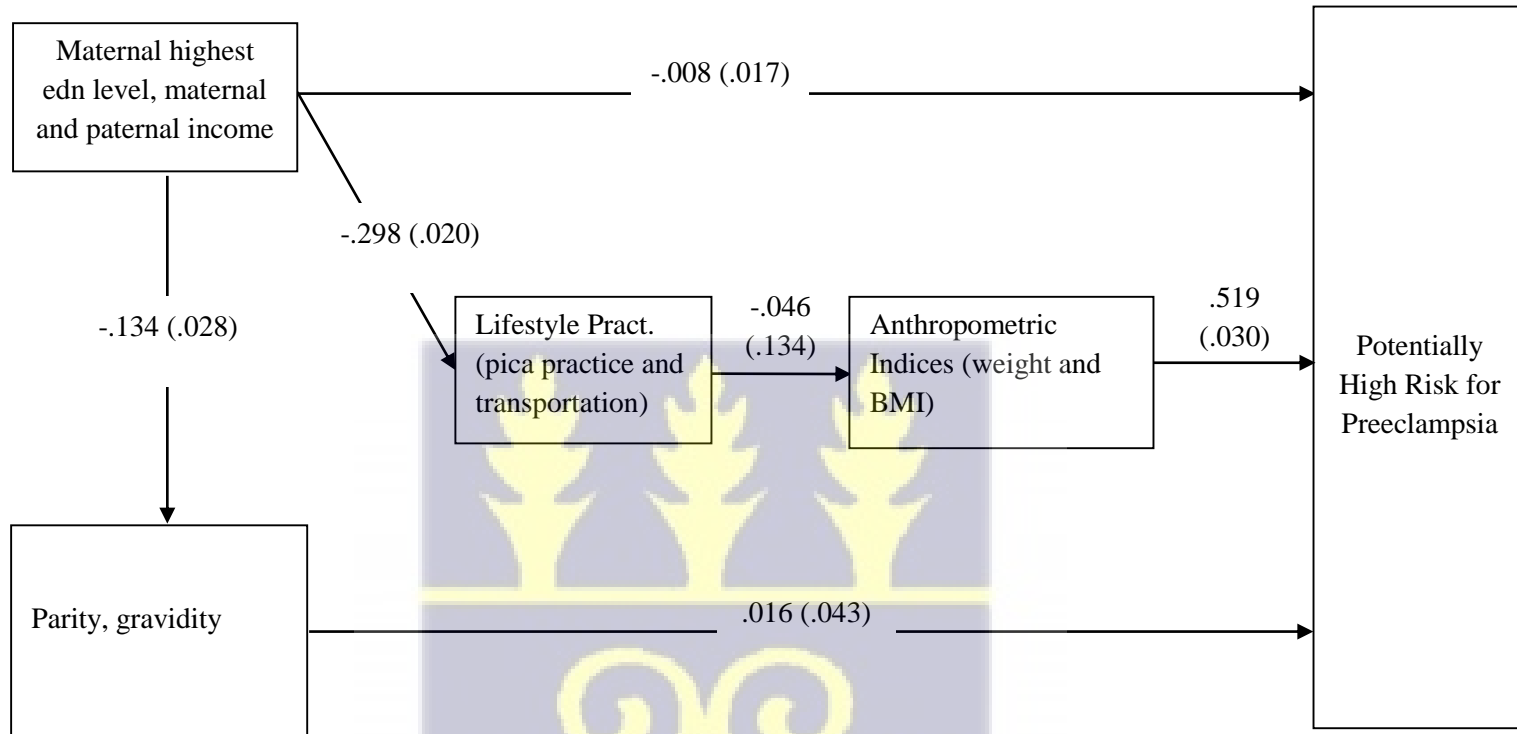 Maternal highest
edn level, maternal
and paternal income
-.008 (.017)
-.298 (.020)
-.134 (.028)
Lifestyle Pract.
(pica practice and
transportation)
-.046
(.134)
Anthropometric
Indices (weight and
BMI)
.519
(.030)
Potentially
High Risk for
Preeclampsia
Parity, gravidity
.016 (.043)